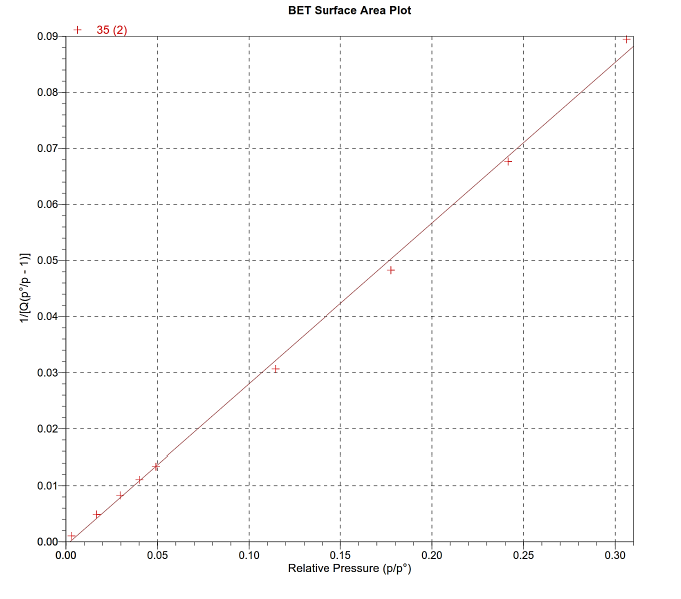 BET Surface Area Plot
35 (2)
0.09
0.08
0.07
0.06
0.05
0.04
0.03
0.02
0.01
0.00
1/[Q(p°/p - 1)]
0.00 0.05 0.10 0.15 0.20 0.25 0.30
Relative Pressure (p/p°)